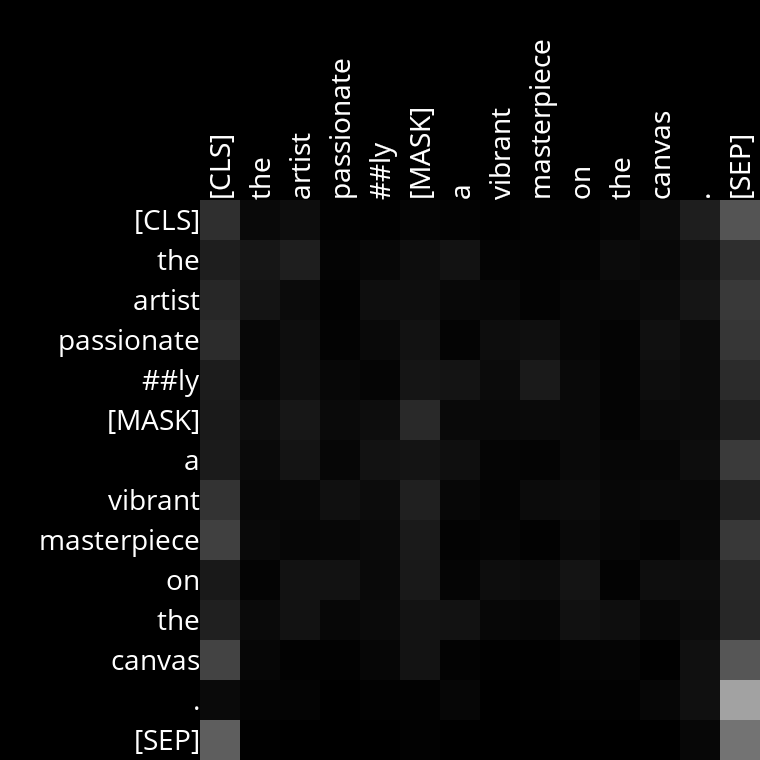 [CLS] the artist passionate ##ly [MASK] a vibrant masterpiece on the canvas . [SEP]
[CLS]
the
artist
passionate
##ly
[MASK]
a
vibrant
masterpiece
on
the
canvas
.
[SEP]